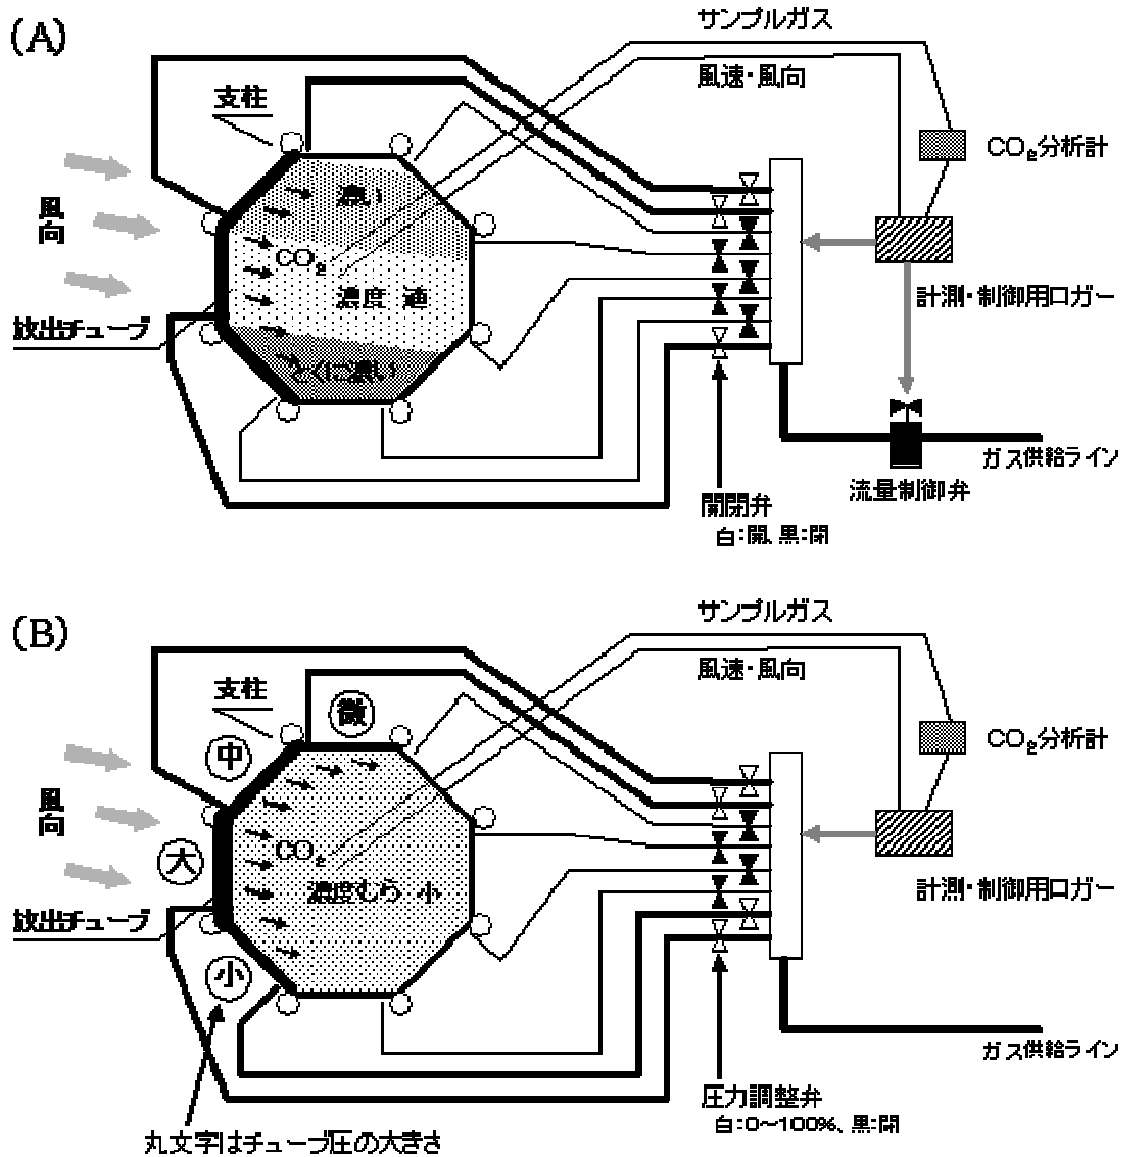 (A)
サンプルガス
風速・風向
支柱
CO₂分析計
濃い
風向
CO₂
濃度 適
計測・制御用ロガー
放出チューブ
とくに濃い
ガス供給ライン
流量制御弁
開閉弁
白:開、黒:閉
(B)
サンプルガス
風速・風向
支柱
微
中
CO₂分析計
風向
CO₂
大
濃度むら 小
計測・制御用ロガー
放出チューブ
小
ガス供給ライン
圧力調整弁
白:0~100%、黒:閉
丸文字はチューブ圧の大きさ